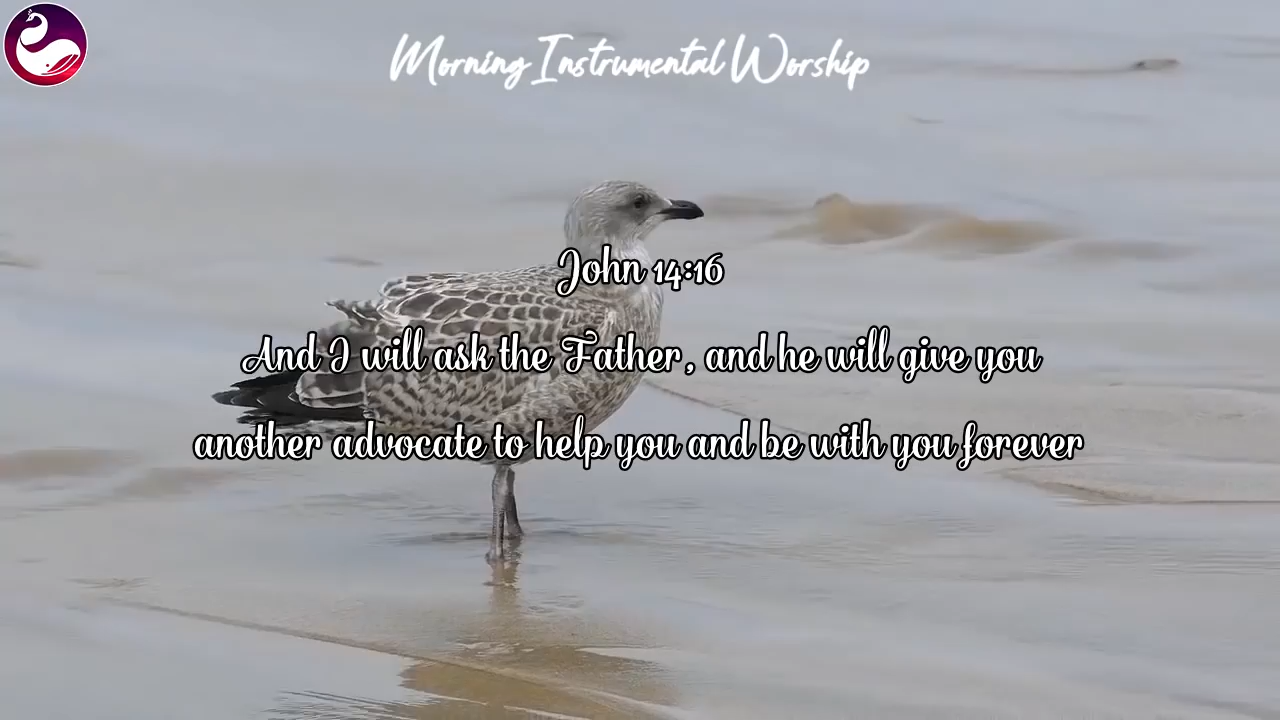 Morning Instrumental Worship
John 14:16
And I will ask the Father, and he will give you
another advocate to help you and be with you forever